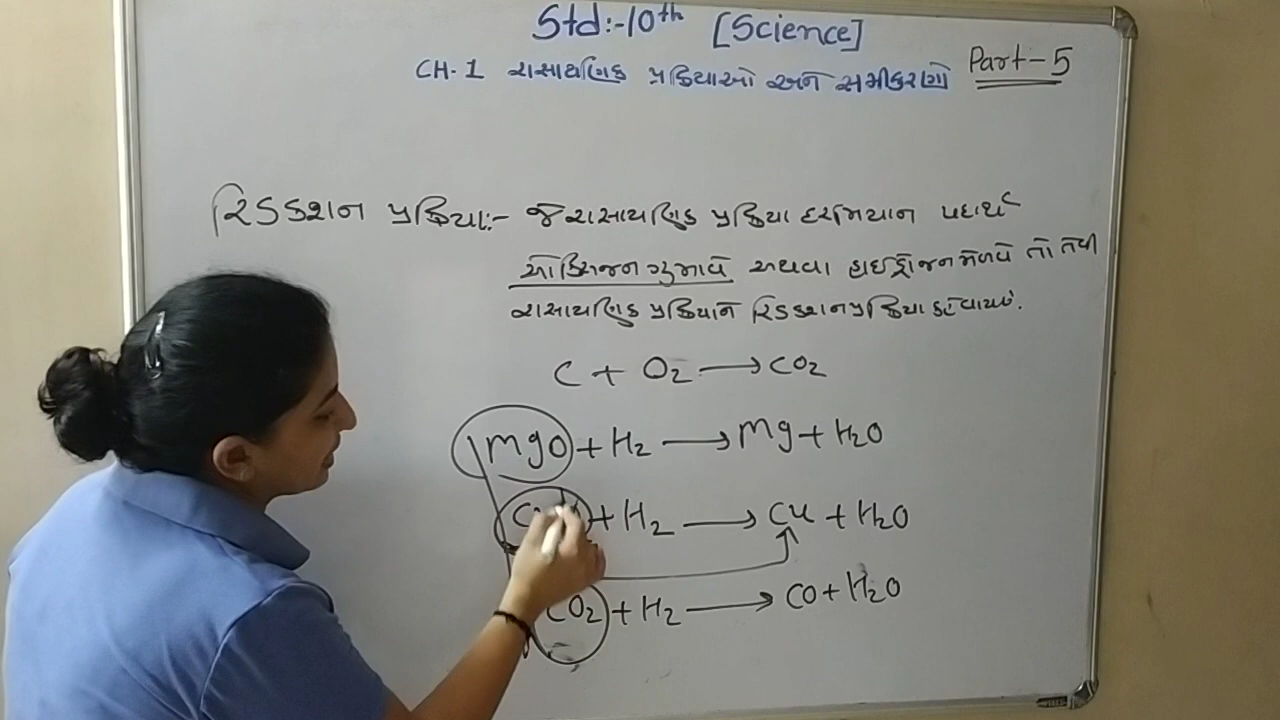 Std:-10th [Science]
CH-1 રાસાયણિક પ્રક્રિયાઓ અને સમીકરણો Part-5
રિડક્શન પ્રક્રિયા:- જે રાસાયણિક પ્રક્રિયા દરમિયાન પદાર્થ
ઓક્સિજન ગુમાવે અથવા હાઇડ્રોજન મેળવે તો તેવી
રાસાયણિક પ્રક્રિયાને રિડક્શન પ્રક્રિયા કહેવાય છે.
C + O₂ ⟶ CO₂
MgO + H₂ ⟶ Mg + H₂O
+ H₂ ⟶ Cu + H₂O
CO₂ + H₂ ⟶ CO + H₂O